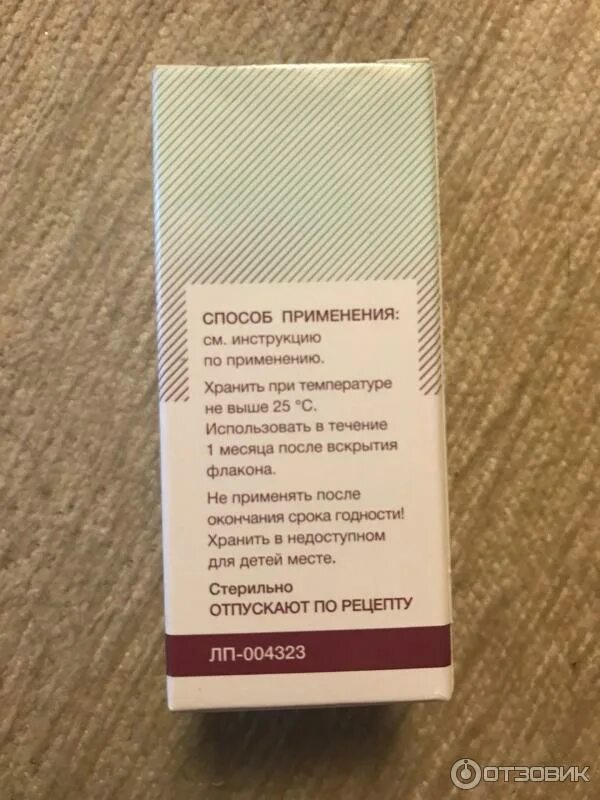 СПОСОБ ПРИМЕНЕНИЯ:
см. инструкцию
по применению.
Хранить при температуре
не выше 25 °С.
Использовать в течение
1 месяца после вскрытия
флакона.
Не применять после
окончания срока годности!
Хранить в недоступном
для детей месте.
Стерильно
ОТПУСКАЮТ ПО РЕЦЕПТУ
ЛП-004323
ОТЗОВИК